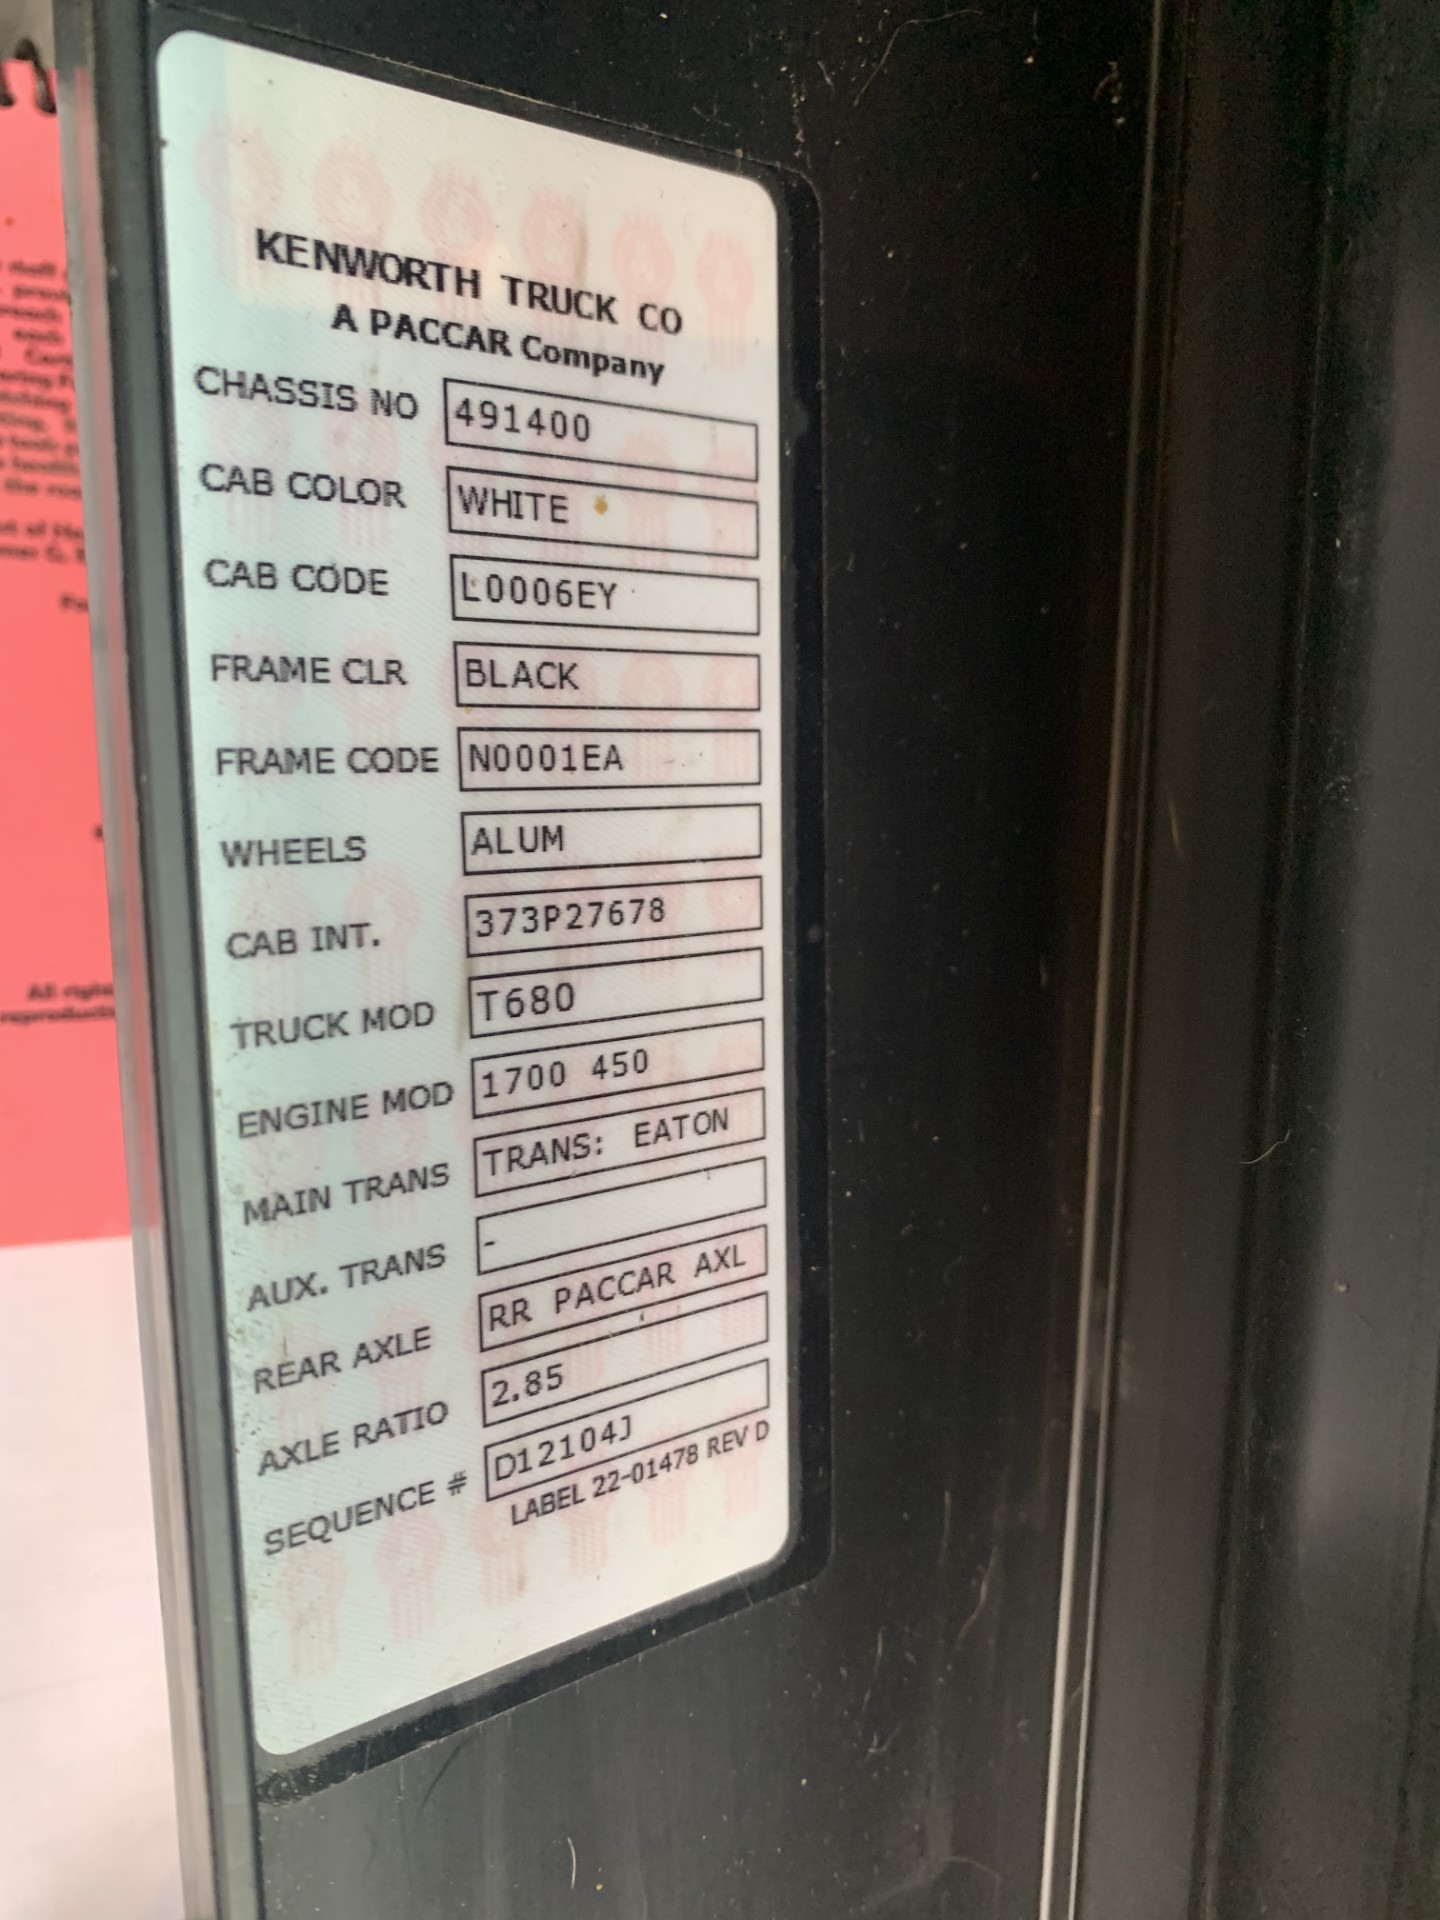 KENWORTH TRUCK CO
A PACCAR Company
CHASSIS NO 491400
CAB COLOR WHITE
CAB CODE L0006EY
FRAME CLR BLACK
FRAME CODE N0001EA
WHEELS ALUM
CAB INT. 373P27678
TRUCK MOD T680
ENGINE MOD 1700 450
MAIN TRANS TRANS: EATON
AUX. TRANS -
REAR AXLE RR PACCAR AXL
AXLE RATIO 2.85
SEQUENCE # D12104J
LABEL 22-01478 REV D
All